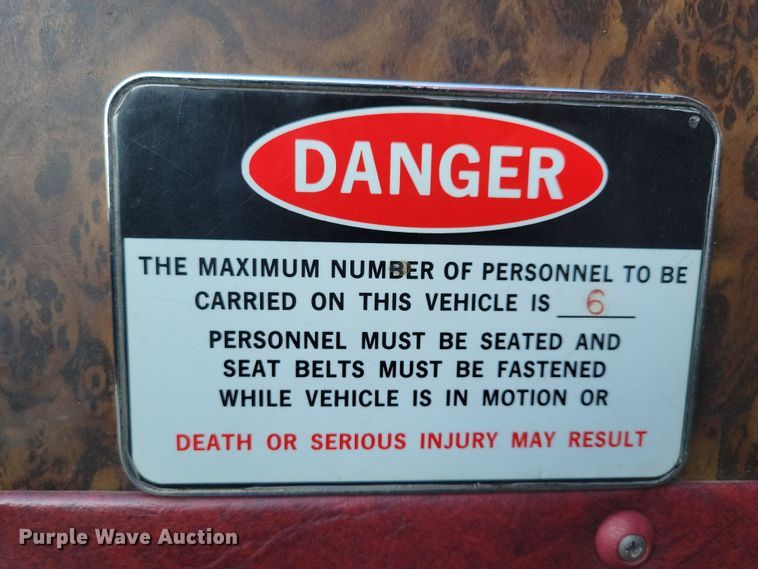 DANGER
THE MAXIMUM NUMBER OF PERSONNEL TO BE
CARRIED ON THIS VEHICLE IS 6
PERSONNEL MUST BE SEATED AND
SEAT BELTS MUST BE FASTENED
WHILE VEHICLE IS IN MOTION OR
DEATH OR SERIOUS INJURY MAY RESULT
Purple Wave Auction